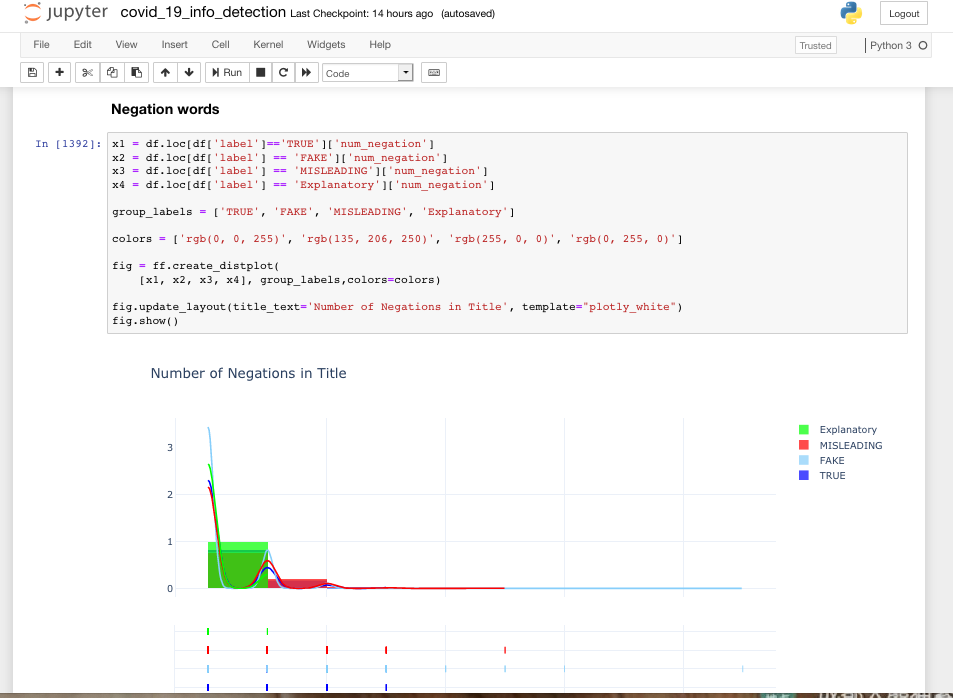 jupyter covid_19_info_detection Last Checkpoint: 14 hours ago (autosaved) Logout
File Edit View Insert Cell Kernel Widgets Help Trusted Python 3
Run Code
Negation words
In [1392]: x1 = df.loc[df['label']=='TRUE']['num_negation']
x2 = df.loc[df['label'] == 'FAKE']['num_negation']
x3 = df.loc[df['label'] == 'MISLEADING']['num_negation']
x4 = df.loc[df['label'] == 'Explanatory']['num_negation']
group_labels = ['TRUE', 'FAKE', 'MISLEADING', 'Explanatory']
colors = ['rgb(0, 0, 255)', 'rgb(135, 206, 250)', 'rgb(255, 0, 0)', 'rgb(0, 255, 0)']
fig = ff.create_distplot(
[x1, x2, x3, x4], group_labels,colors=colors)
fig.update_layout(title_text='Number of Negations in Title', template="plotly_white")
fig.show()
Number of Negations in Title
3
2
1
0
Explanatory
MISLEADING
FAKE
TRUE